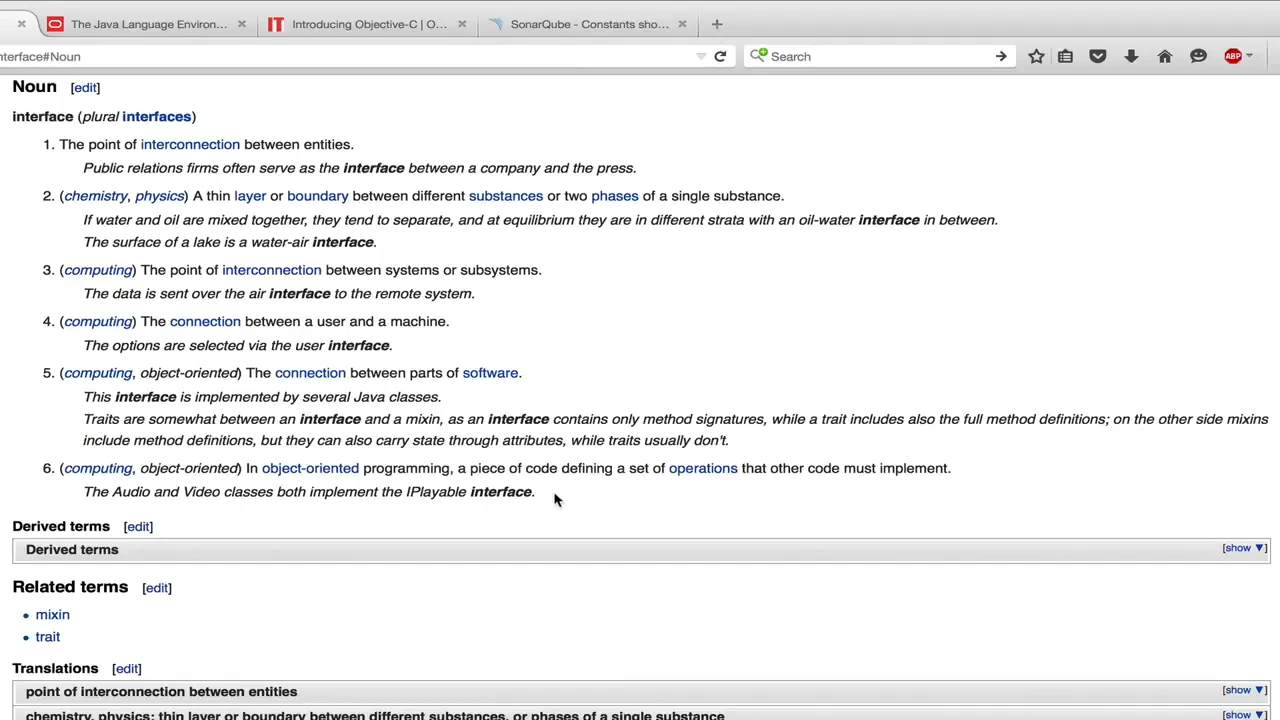 The Java Language Environ...
Introducing Objective-C | O...
SonarQube - Constants sho...
nterface#Noun
Search
ABP
Noun [edit]
interface (plural interfaces)
1. The point of interconnection between entities.
Public relations firms often serve as the interface between a company and the press.
2. (chemistry, physics) A thin layer or boundary between different substances or two phases of a single substance.
If water and oil are mixed together, they tend to separate, and at equilibrium they are in different strata with an oil-water interface in between.
The surface of a lake is a water-air interface.
3. (computing) The point of interconnection between systems or subsystems.
The data is sent over the air interface to the remote system.
4. (computing) The connection between a user and a machine.
The options are selected via the user interface.
5. (computing, object-oriented) The connection between parts of software.
This interface is implemented by several Java classes.
Traits are somewhat between an interface and a mixin, as an interface contains only method signatures, while a trait includes also the full method definitions; on the other side mixins
include method definitions, but they can also carry state through attributes, while traits usually don't.
6. (computing, object-oriented) In object-oriented programming, a piece of code defining a set of operations that other code must implement.
The Audio and Video classes both implement the IPlayable interface.
Derived terms [edit]
Derived terms [show ▼]
Related terms [edit]
• mixin
• trait
Translations [edit]
point of interconnection between entities [show ▼]
chemistry, physics: thin layer or boundary between different substances, or phases of a single substance [show ▼]